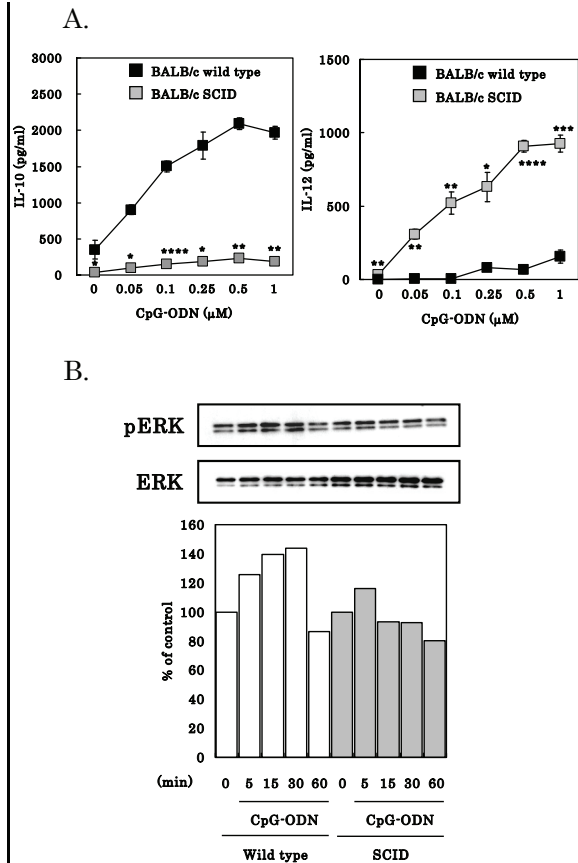 A.
3000
2500
2000
1500
1000
500
0
IL-10 (pg/ml)
BALB/c wild type
BALB/c SCID
*
*
****
*
**
**
0 0.05 0.1 0.25 0.5 1
CpG-ODN (μM)
1500
1000
500
0
IL-12 (pg/ml)
BALB/c wild type
BALB/c SCID
**
**
**
*
****
***
0 0.05 0.1 0.25 0.5 1
CpG-ODN (μM)
B.
pERK
ERK
160
140
120
100
80
60
40
20
0
% of control
(min) 0 5 15 30 60 0 5 15 30 60
CpG-ODN CpG-ODN
Wild type SCID